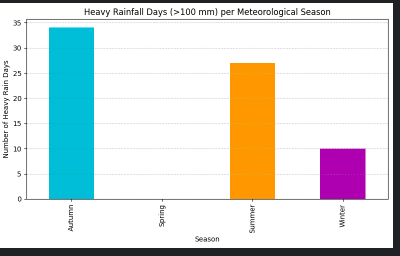 Heavy Rainfall Days (>100 mm) per Meteorological Season
Number of Heavy Rain Days
35
30
25
20
15
10
5
0
Autumn
Spring
Summer
Winter
Season